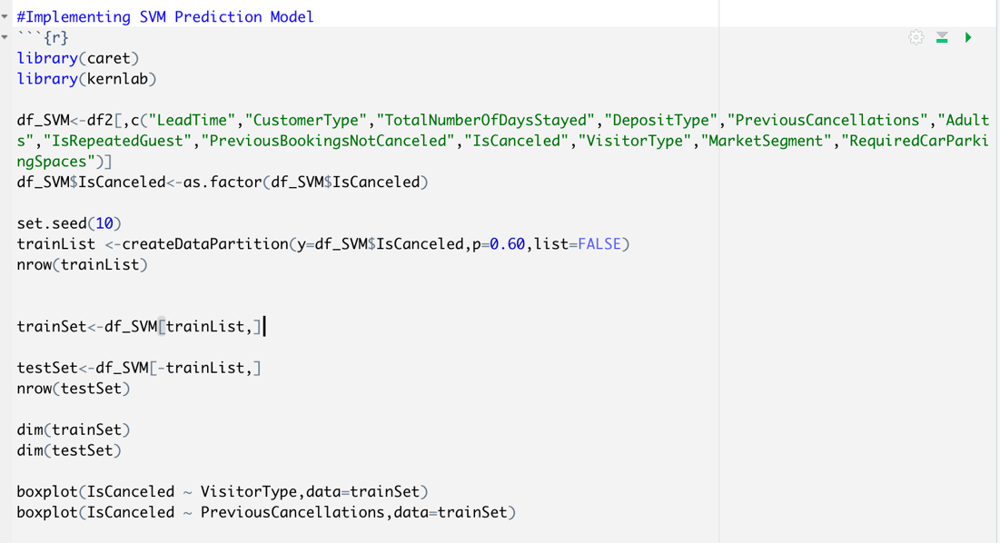 #Implementing SVM Prediction Model
```{r}
library(caret)
library(kernlab)
df_SVM<-df2[,c("LeadTime","CustomerType","TotalNumberOfDaysStayed","DepositType","PreviousCancellations","Adult
s","IsRepeatedGuest","PreviousBookingsNotCanceled","IsCanceled","VisitorType","MarketSegment","RequiredCarParki
ngSpaces")]
df_SVM$IsCanceled<-as.factor(df_SVM$IsCanceled)
set.seed(10)
trainList <-createDataPartition(y=df_SVM$IsCanceled,p=0.60,list=FALSE)
nrow(trainList)
trainSet<-df_SVM[trainList,]
testSet<-df_SVM[-trainList,]
nrow(testSet)
dim(trainSet)
dim(testSet)
boxplot(IsCanceled ~ VisitorType,data=trainSet)
boxplot(IsCanceled ~ PreviousCancellations,data=trainSet)